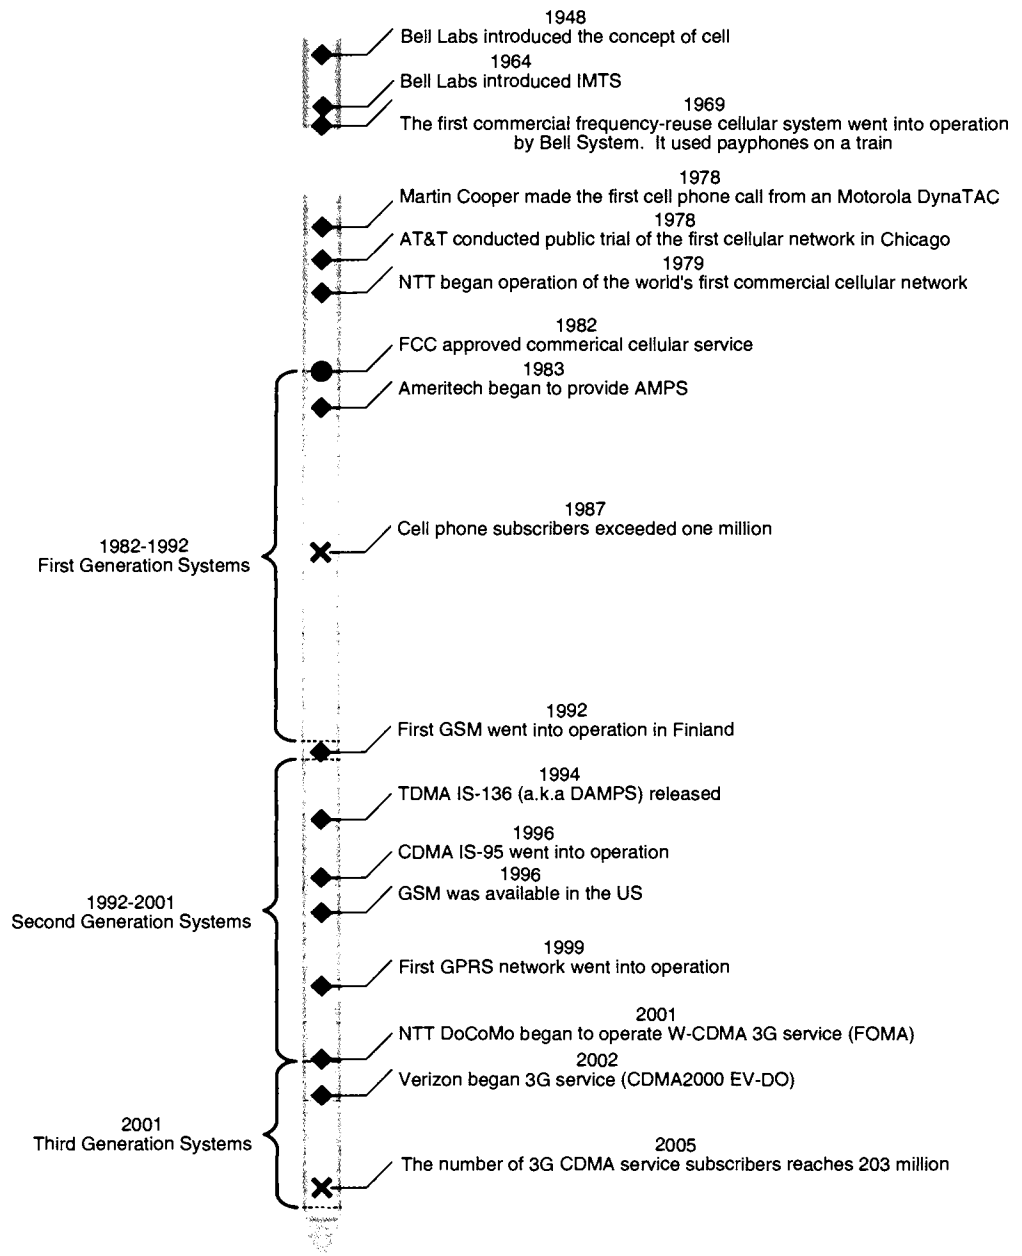 1948
Bell Labs introduced the concept of cell
1964
Bell Labs introduced IMTS
1969
The first commercial frequency-reuse cellular system went into operation
by Bell System. It used payphones on a train
1978
Martin Cooper made the first cell phone call from an Motorola DynaTAC
1978
AT&T conducted public trial of the first cellular network in Chicago
1979
NTT began operation of the world's first commercial cellular network
1982
FCC approved commerical cellular service
1983
Ameritech began to provide AMPS
1987
Cell phone subscribers exceeded one million
1982-1992
First Generation Systems
1992
First GSM went into operation in Finland
1994
TDMA IS-136 (a.k.a DAMPS) released
1996
CDMA IS-95 went into operation
1996
GSM was available in the US
1992-2001
Second Generation Systems
1999
First GPRS network went into operation
2001
NTT DoCoMo began to operate W-CDMA 3G service (FOMA)
2002
Verizon began 3G service (CDMA2000 EV-DO)
2001
Third Generation Systems
2005
The number of 3G CDMA service subscribers reaches 203 million